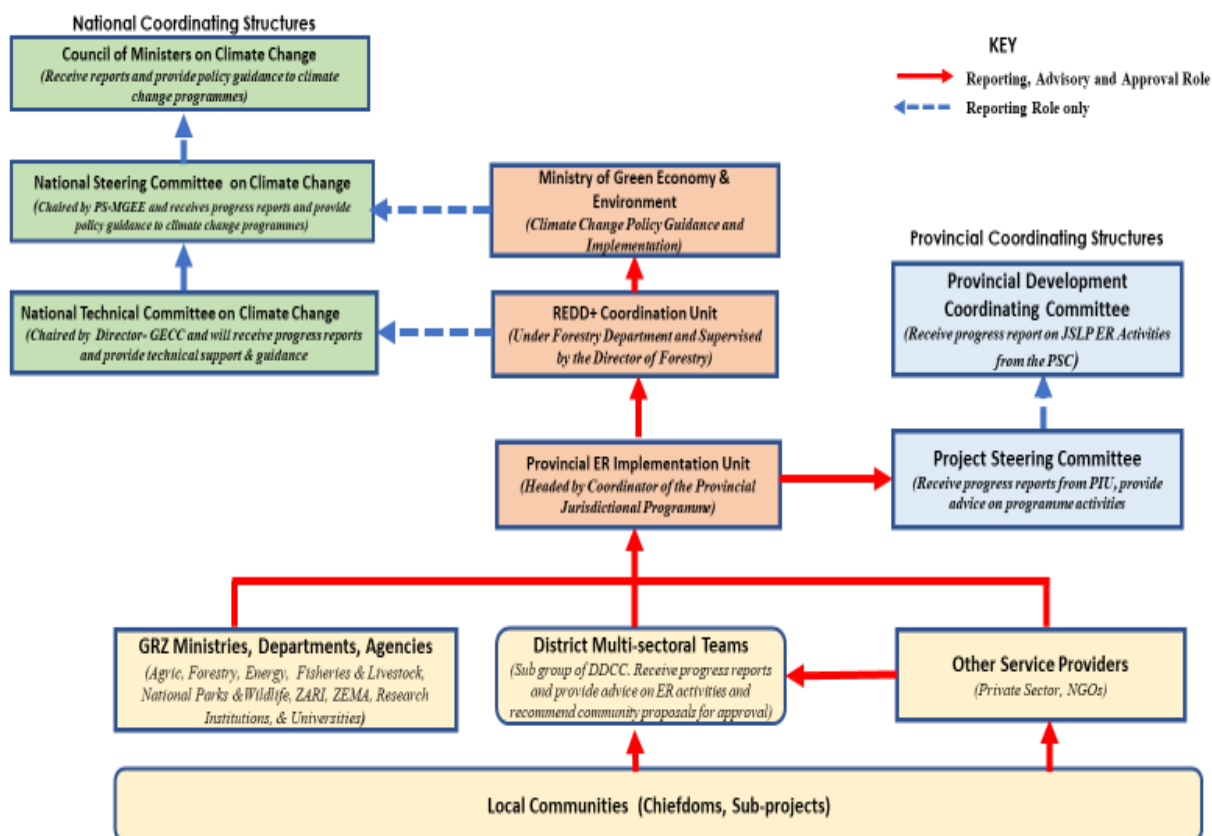 National Coordinating Structures
Council of Ministers on Climate Change
(Receive reports and provide policy guidance to climate
change programmes)
KEY
Reporting, Advisory and Approval Role
Reporting Role only
National Steering Committee on Climate Change
(Chaired by PS-MGEE and receives progress reports and provide
policy guidance to climate change programmes)
Ministry of Green Economy &
Environment
(Climate Change Policy Guidance and
Implementation)
Provincial Coordinating Structures
National Technical Committee on Climate Change
(Chaired by Director- GECC and will receive progress reports
and provide technical support & guidance
REDD+ Coordination Unit
(Under Forestry Department and Supervised
by the Director of Forestry)
Provincial Development
Coordinating Committee
(Receive progress report on JSLP ER Activities
from the PSC)
Provincial ER Implementation Unit
(Headed by Coordinator of the Provincial
Jurisdictional Programme)
Project Steering Committee
(Receive progress reports from PIU, provide
advice on programme activities
GRZ Ministries, Departments, Agencies
(Agric, Forestry, Energy, Fisheries & Livestock,
National Parks &Wildlife, ZARI, ZEMA, Research
Institutions, & Universities)
District Multi-sectoral Teams
(Sub group of DDCC. Receive progress reports
and provide advice on ER activities and
recommend community proposals for approval)
Other Service Providers
(Private Sector, NGOs)
Local Communities (Chiefdoms, Sub-projects)